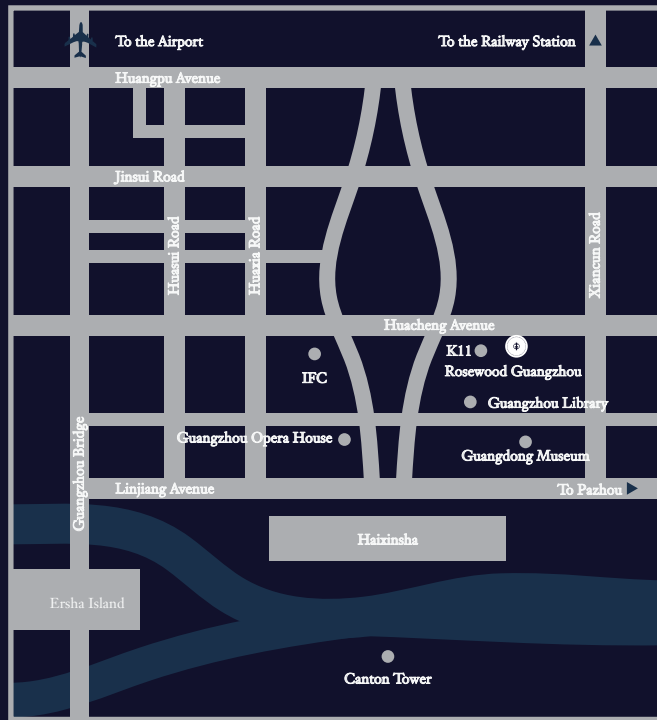 To the Airport
To the Railway Station
Huangpu Avenue
Jinsui Road
Huasui Road
Huaxia Road
Xiancun Road
Huacheng Avenue
K11
Rosewood Guangzhou
IFC
Guangzhou Library
Guangzhou Opera House
Guangdong Museum
Guangzhou Bridge
Linjiang Avenue
To Pazhou
Haixinsha
Ersha Island
Canton Tower